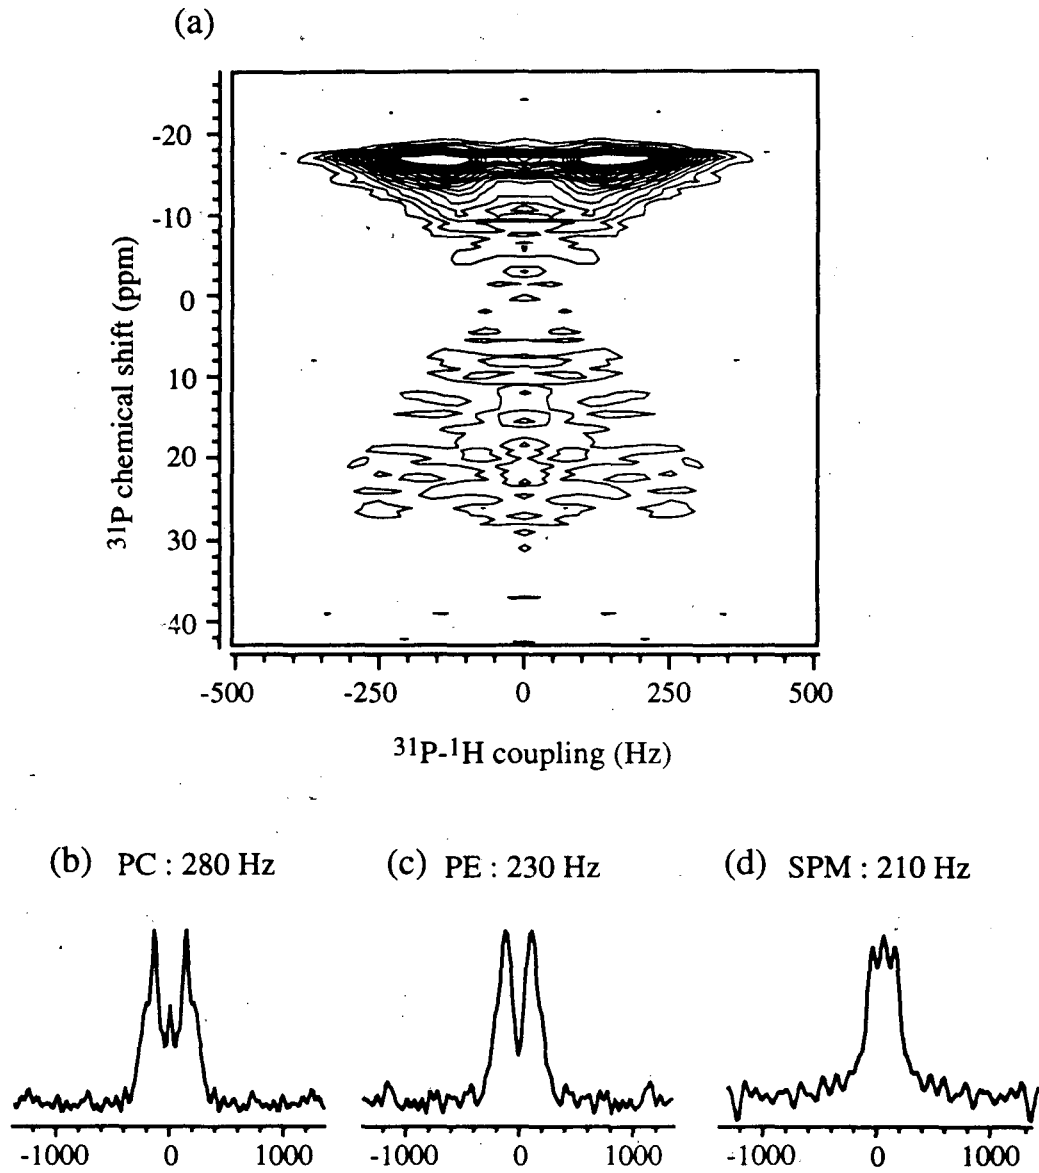 (a)
-20
-10
0
10
20
30
40
31P chemical shift (ppm)
-500 -250 0 250 500
31P-1H coupling (Hz)
(b) PC : 280 Hz
(c) PE : 230 Hz
(d) SPM : 210 Hz
-1000 0 1000
-1000 0 1000
-1000 0 1000